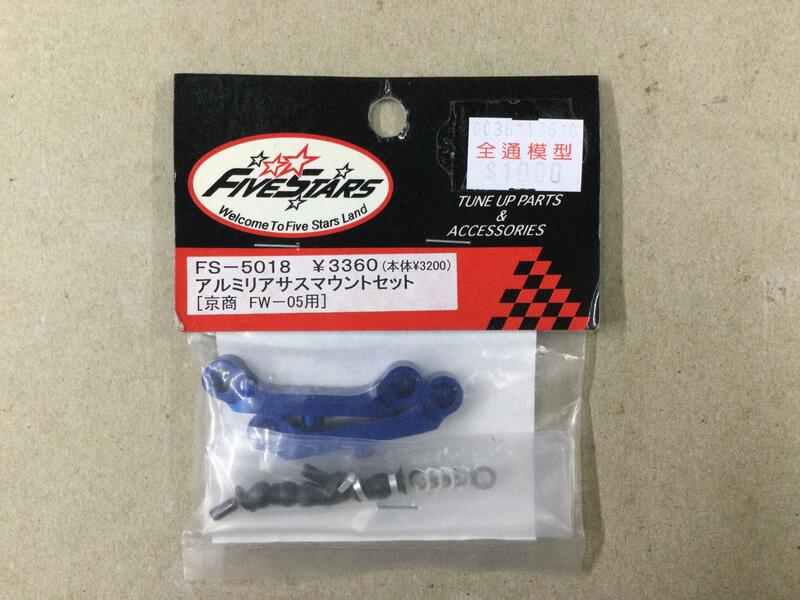 FIVESTARS
Welcome To Five Stars Land
全通模型
$1000
TUNE UP PARTS
&
ACCESSORIES
FS-5018 ¥3360(本体¥3200)
アルミリアサスマウントセット
[京商 FW-05用]